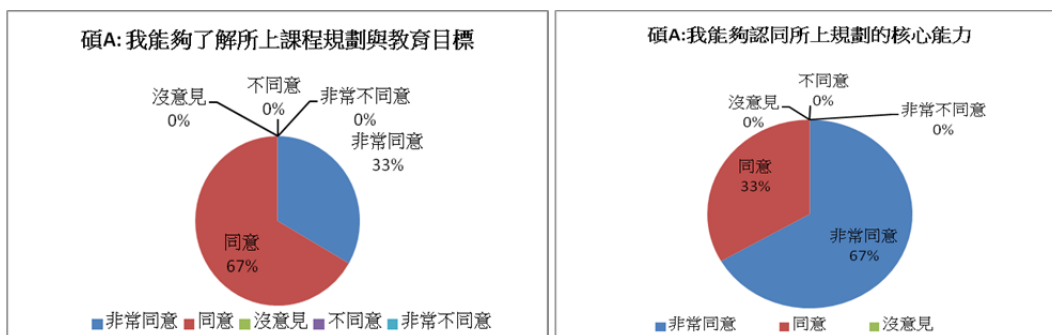 碩A: 我能夠了解所上課程規劃與教育目標
不同意
0%
沒意見
0%
非常不同意
0%
非常同意
33%
同意
67%
非常同意 同意 沒意見 不同意 非常不同意
碩A:我能夠認同所上規劃的核心能力
不同意
0%
沒意見
0%
非常不同意
0%
同意
33%
非常同意
67%
非常同意 同意 沒意見